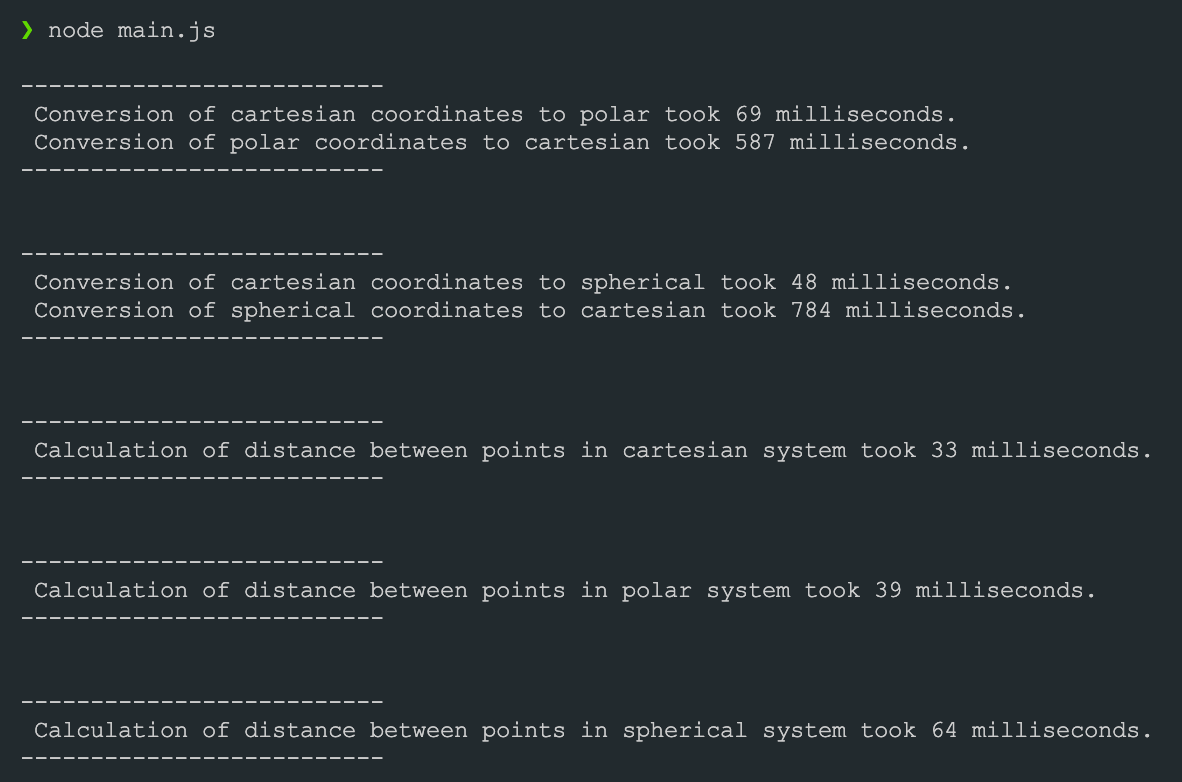 ❯ node main.js
--------------------------
Conversion of cartesian coordinates to polar took 69 milliseconds.
Conversion of polar coordinates to cartesian took 587 milliseconds.
--------------------------
--------------------------
Conversion of cartesian coordinates to spherical took 48 milliseconds.
Conversion of spherical coordinates to cartesian took 784 milliseconds.
--------------------------
--------------------------
Calculation of distance between points in cartesian system took 33 milliseconds.
--------------------------
--------------------------
Calculation of distance between points in polar system took 39 milliseconds.
--------------------------
--------------------------
Calculation of distance between points in spherical system took 64 milliseconds.
--------------------------